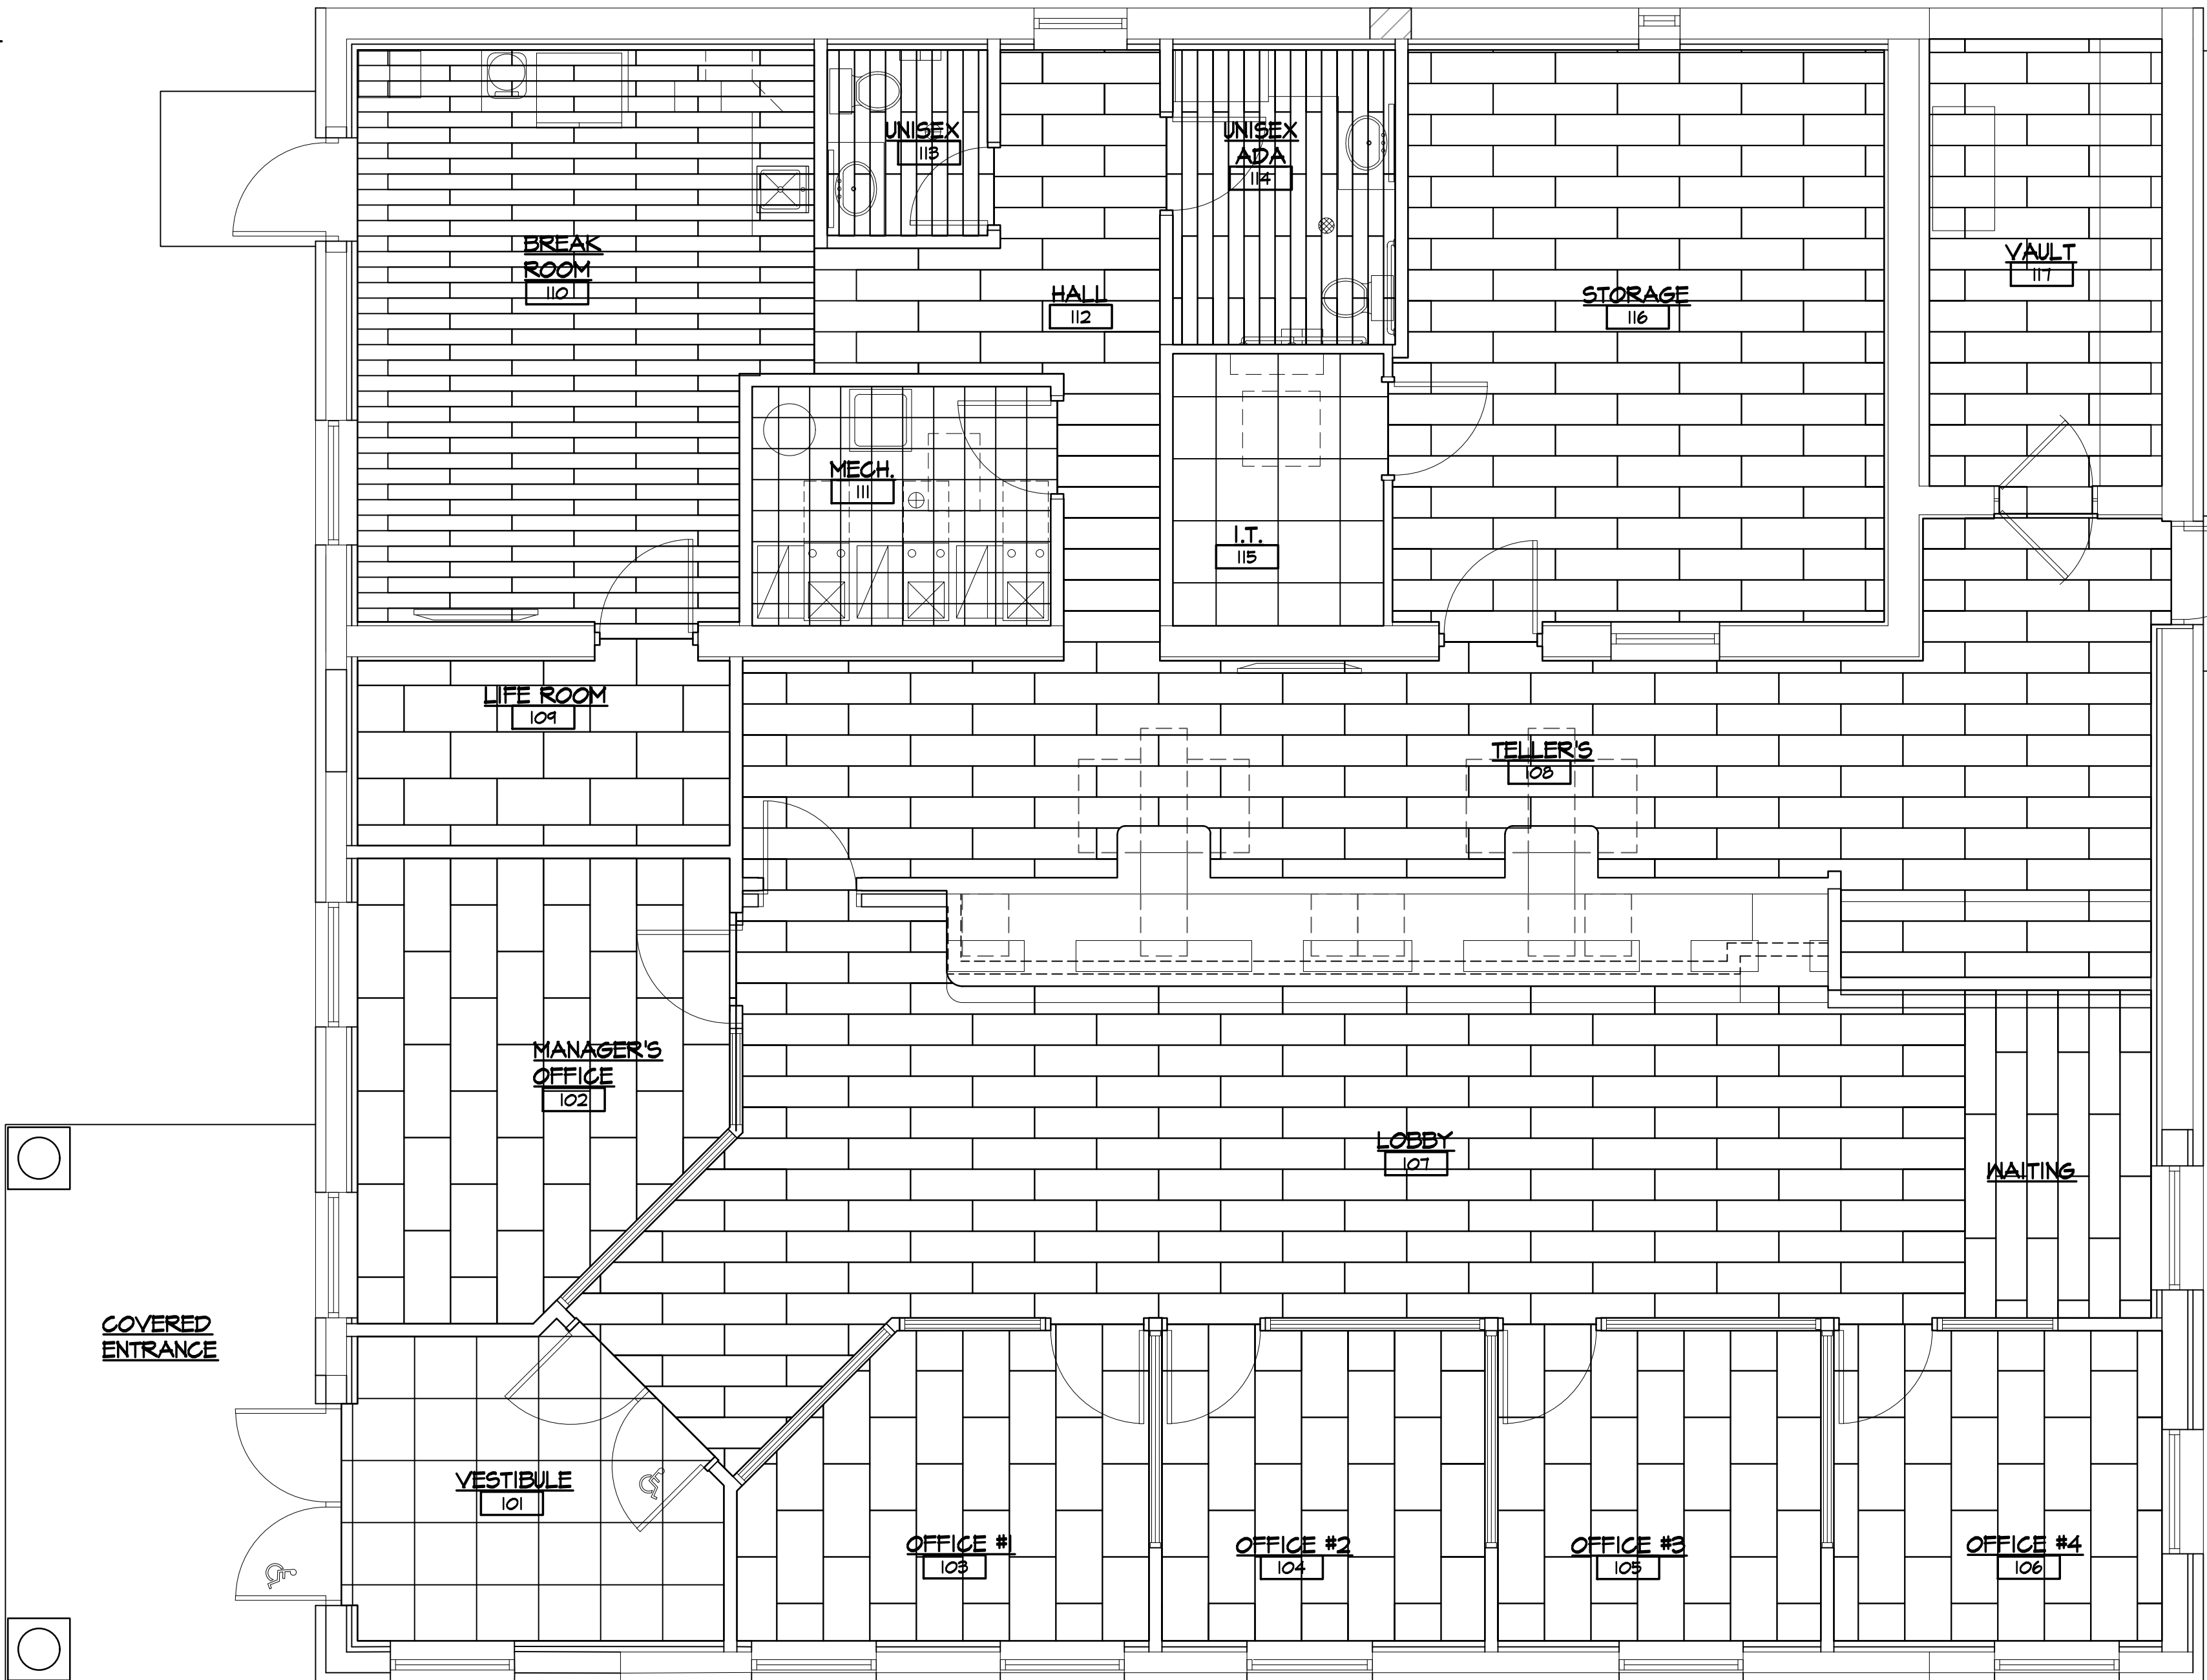 UNISEX
113
UNISEX
ADA
114
BREAK
ROOM
110
HALL
112
STORAGE
116
VAULT
117
MECH.
111
I.T.
115
LIFE ROOM
109
TELLER'S
108
MANAGER'S
OFFICE
102
LOBBY
107
WAITING
COVERED
ENTRANCE
VESTIBULE
101
OFFICE #1
103
OFFICE #2
104
OFFICE #3
105
OFFICE #4
106